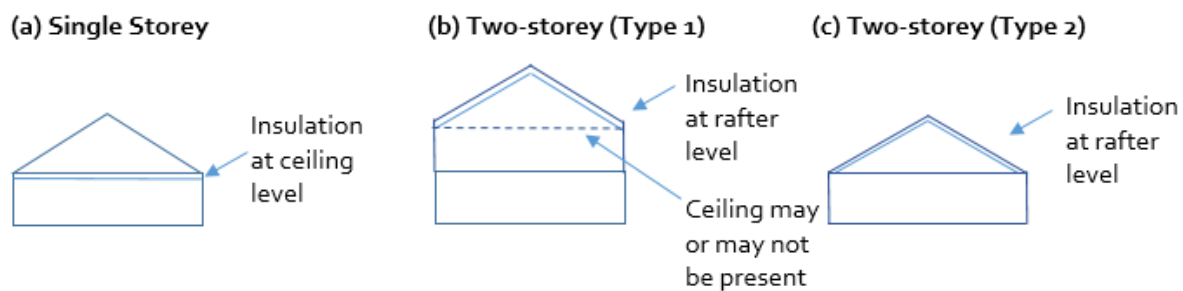 (a) Single Storey
(b) Two-storey (Type 1)
(c) Two-storey (Type 2)
Insulation
at ceiling
level
Insulation
at rafter
level
Ceiling may
or may not
be present
Insulation
at rafter
level